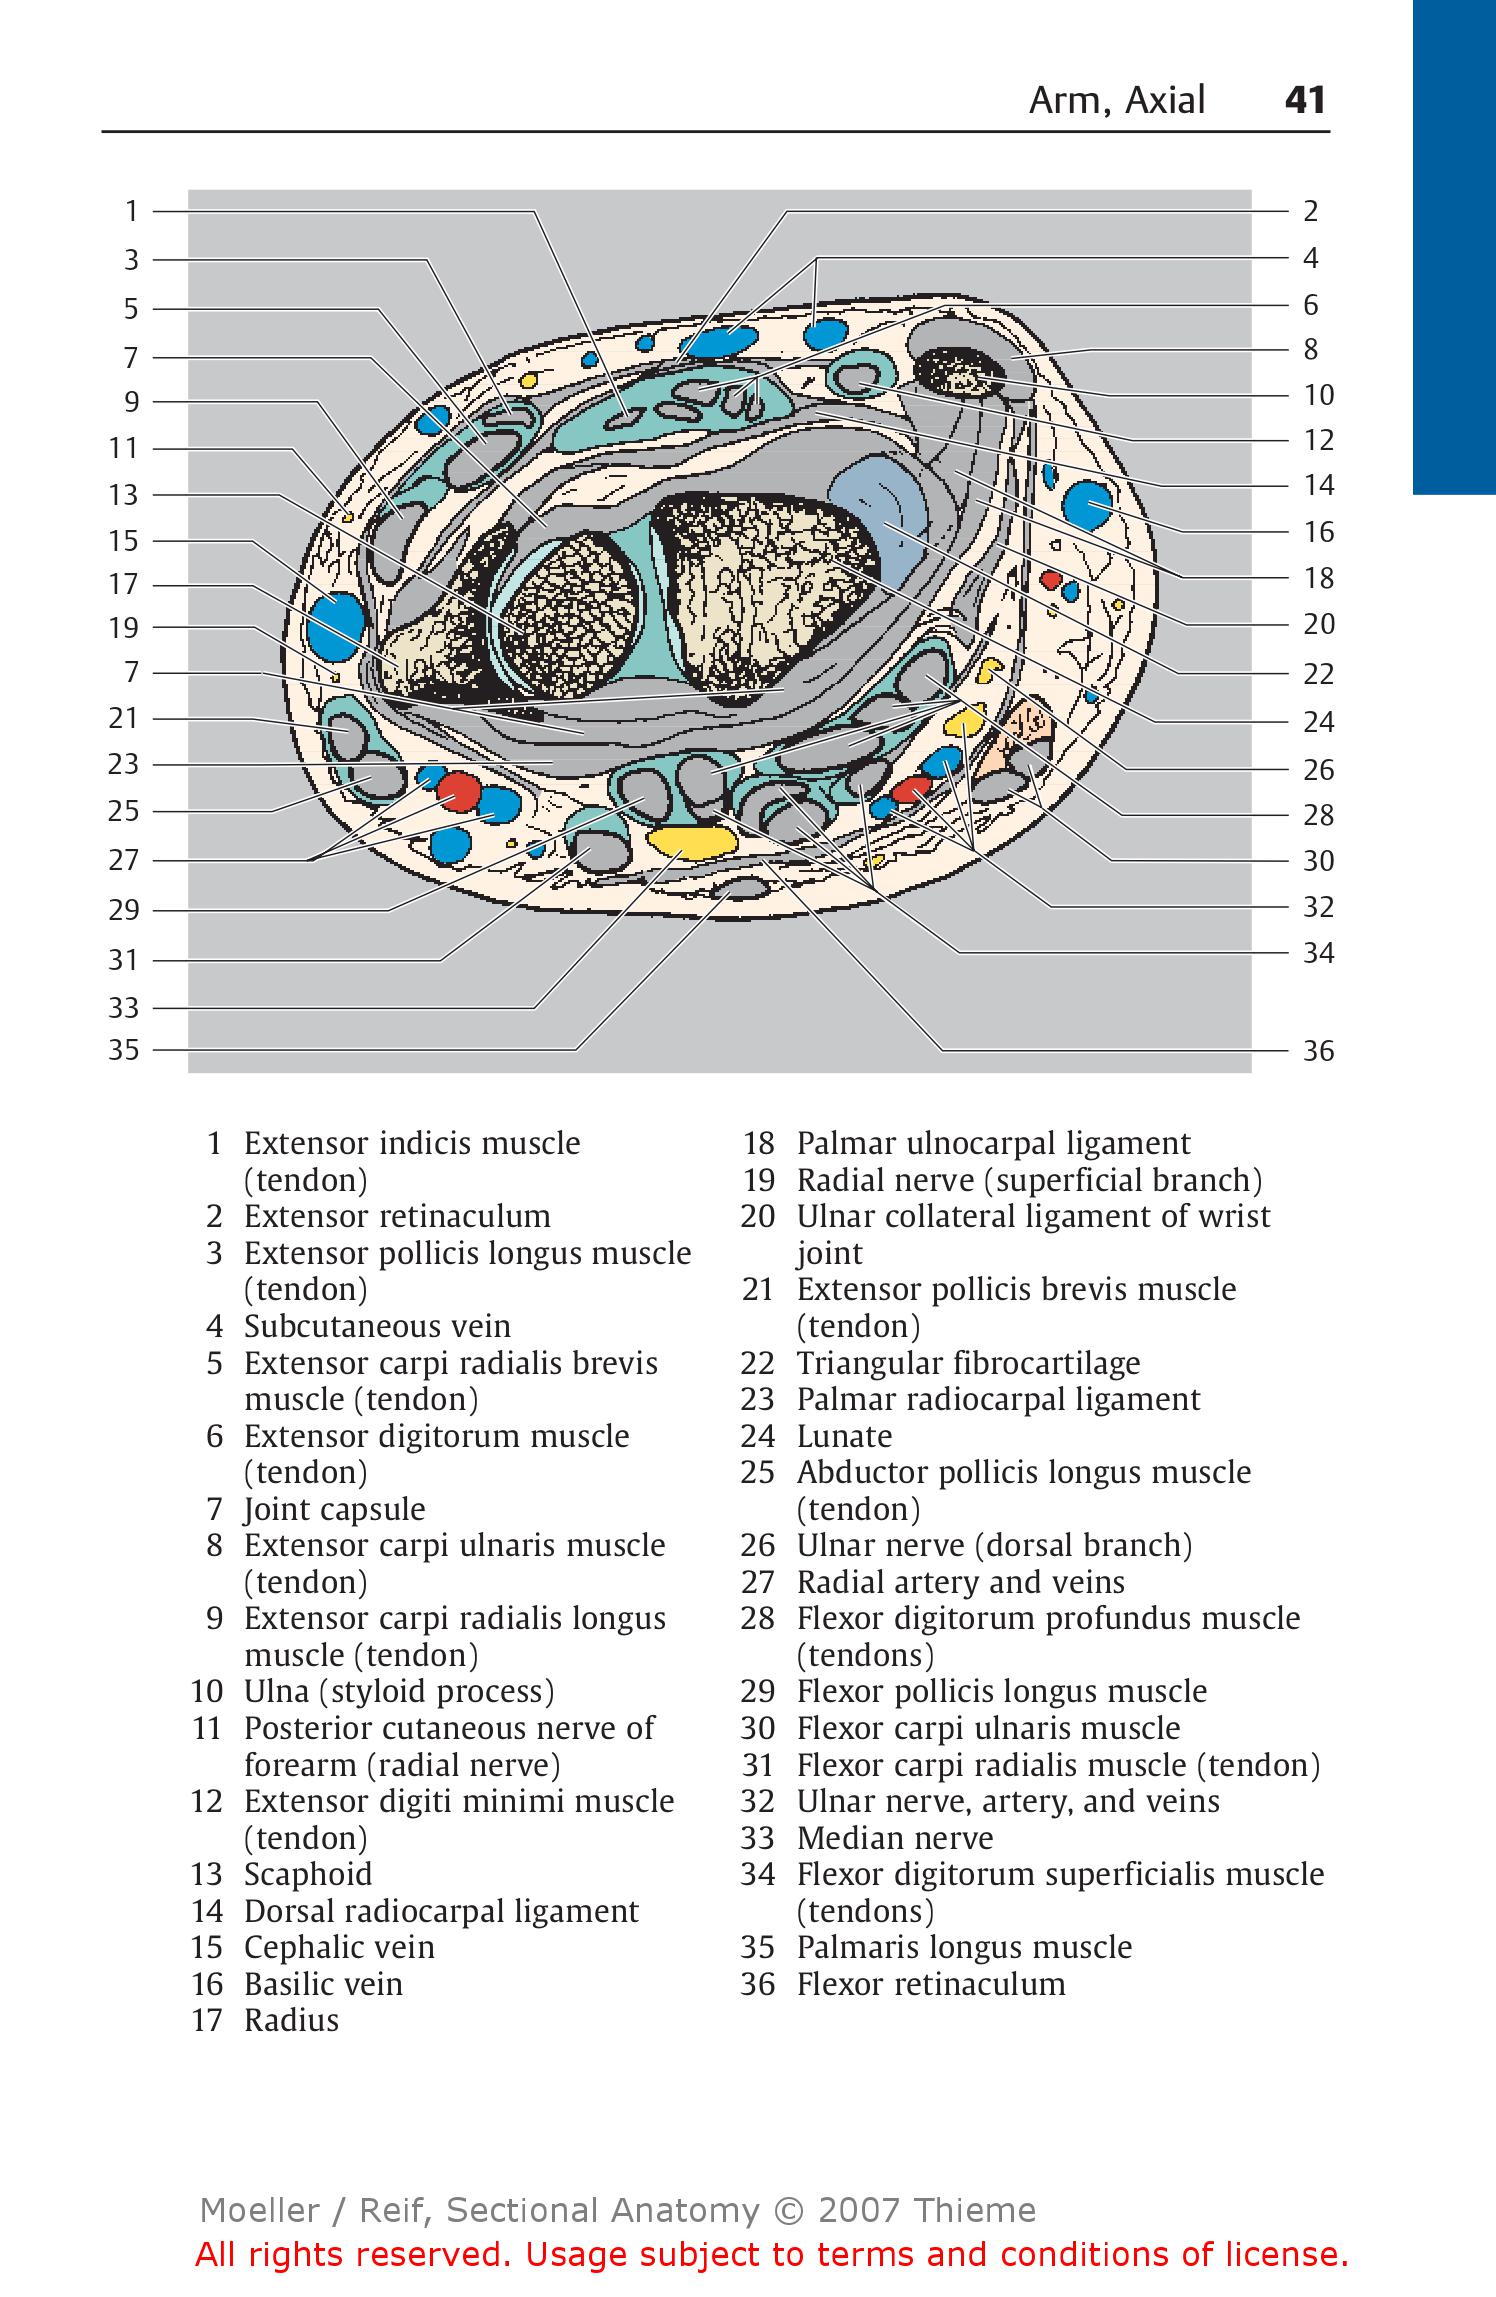 Arm, Axial 41
1 2
3 4
5 6
7 8
9 10
11 12
13 14
15 16
17 18
19 20
7 22
21 24
23 26
25 28
27 30
29 32
31 34
33
35 36
1 Extensor indicis muscle
(tendon)
2 Extensor retinaculum
3 Extensor pollicis longus muscle
(tendon)
4 Subcutaneous vein
5 Extensor carpi radialis brevis
muscle (tendon)
6 Extensor digitorum muscle
(tendon)
7 Joint capsule
8 Extensor carpi ulnaris muscle
(tendon)
9 Extensor carpi radialis longus
muscle (tendon)
10 Ulna (styloid process)
11 Posterior cutaneous nerve of
forearm (radial nerve)
12 Extensor digiti minimi muscle
(tendon)
13 Scaphoid
14 Dorsal radiocarpal ligament
15 Cephalic vein
16 Basilic vein
17 Radius
18 Palmar ulnocarpal ligament
19 Radial nerve (superficial branch)
20 Ulnar collateral ligament of wrist
joint
21 Extensor pollicis brevis muscle
(tendon)
22 Triangular fibrocartilage
23 Palmar radiocarpal ligament
24 Lunate
25 Abductor pollicis longus muscle
(tendon)
26 Ulnar nerve (dorsal branch)
27 Radial artery and veins
28 Flexor digitorum profundus muscle
(tendons)
29 Flexor pollicis longus muscle
30 Flexor carpi ulnaris muscle
31 Flexor carpi radialis muscle (tendon)
32 Ulnar nerve, artery, and veins
33 Median nerve
34 Flexor digitorum superficialis muscle
(tendons)
35 Palmaris longus muscle
36 Flexor retinaculum
Moeller / Reif, Sectional Anatomy © 2007 Thieme
All rights reserved. Usage subject to terms and conditions of license.